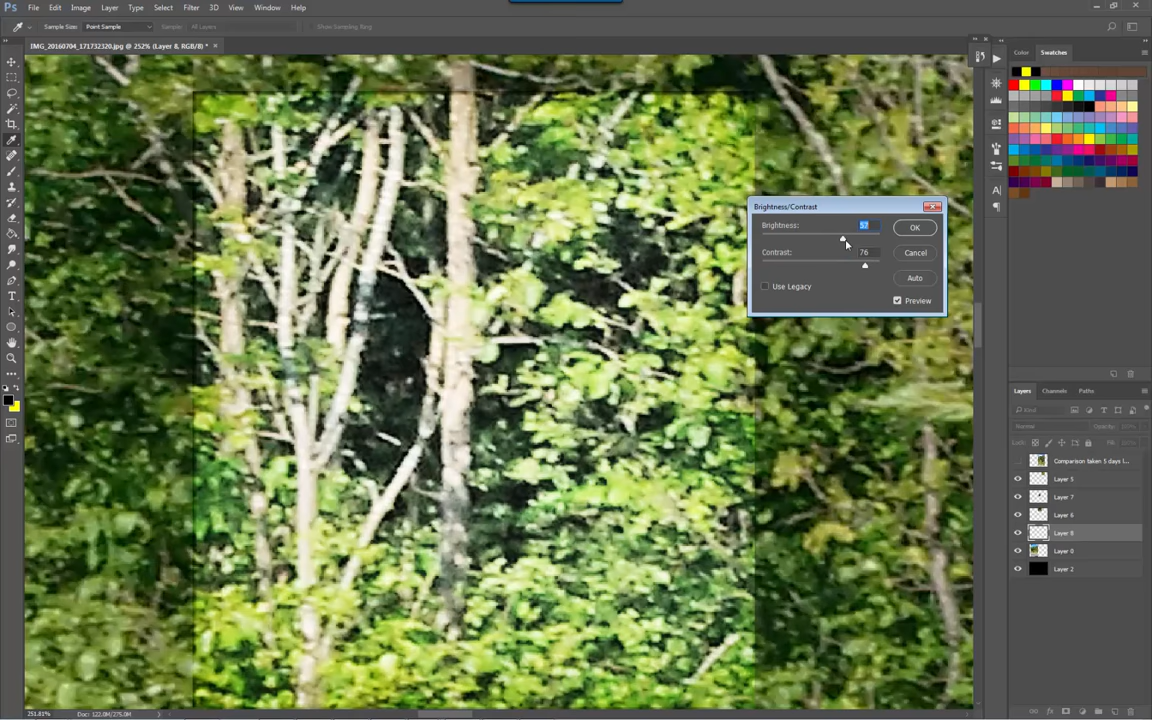 Ps File Edit Image Layer Type Select Filter 3D View Window Help
Sample Size: Point Sample Sample: All Layers Show Sampling Ring
IMG_20160704_171732320.jpg @ 252% (Layer 8, RGB/8) * ×
Color Swatches
Brightness/Contrast
Brightness: 57 OK
Contrast: 76 Cancel
Auto
Use Legacy
Preview
Layers Channels Paths
Kind
Normal Opacity:
Lock: Fill:
Comparison taken 5 days l...
Layer 5
Layer 7
Layer 6
Layer 8
Layer 0
Layer 2
251.81% Doc: 122.0M/275.0M